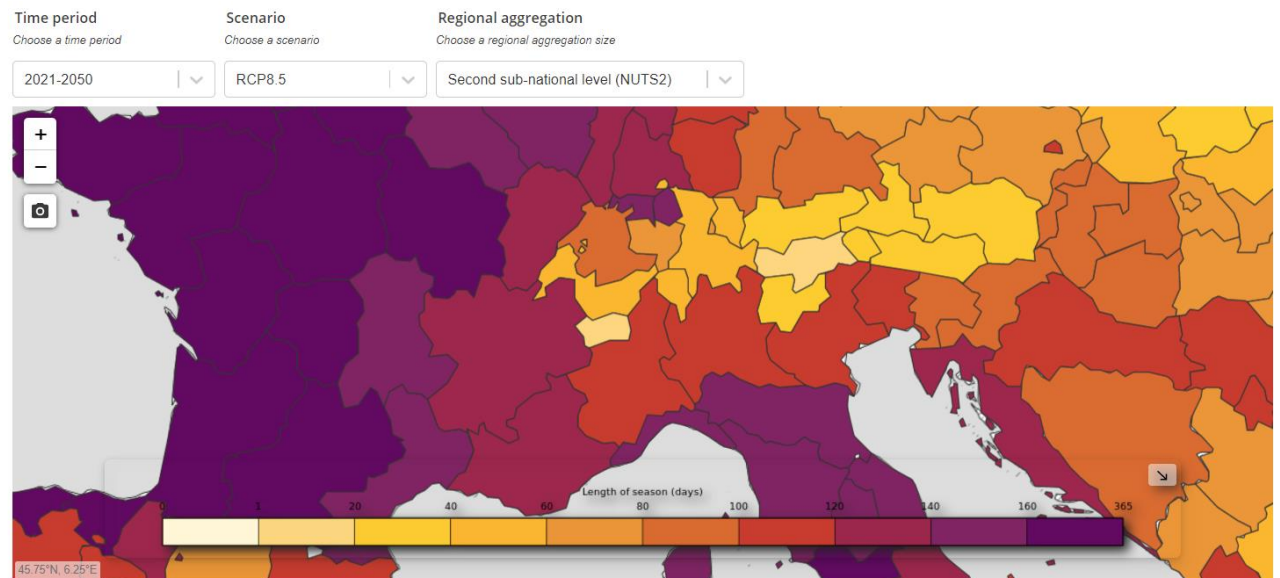 Time period
Scenario
Regional aggregation
Choose a time period
Choose a scenario
Choose a regional aggregation size
2021-2050
RCP8.5
Second sub-national level (NUTS2)
+
−
Length of season (days)
0 1 20 40 60 80 100 120 140 160 365
45.75°N, 6.25°E